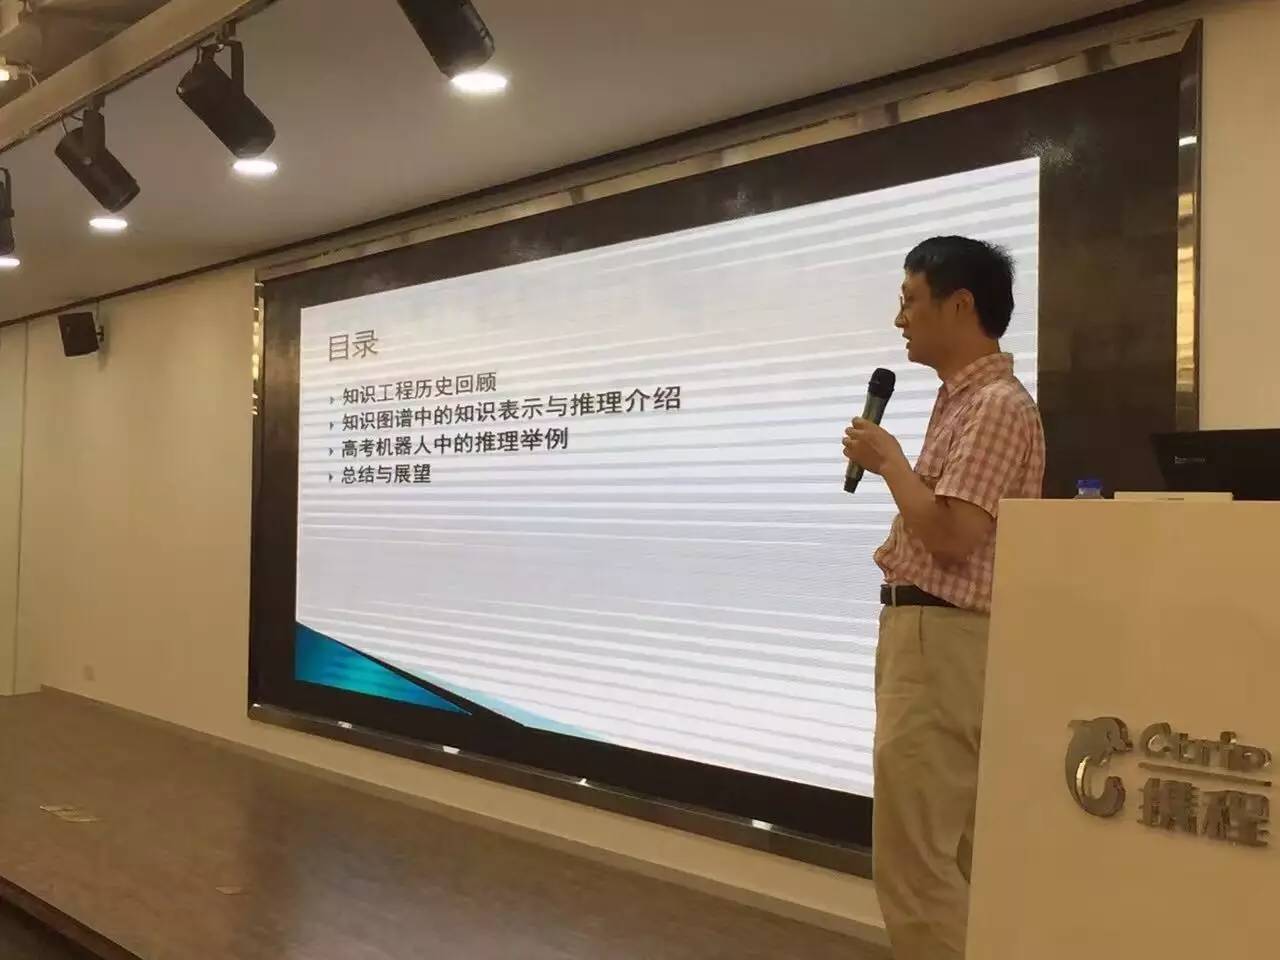 目录
知识工程历史回顾
知识图谱中的知识表示与推理介绍
高考机器人中的推理举例
总结与展望
Ctrip
携程